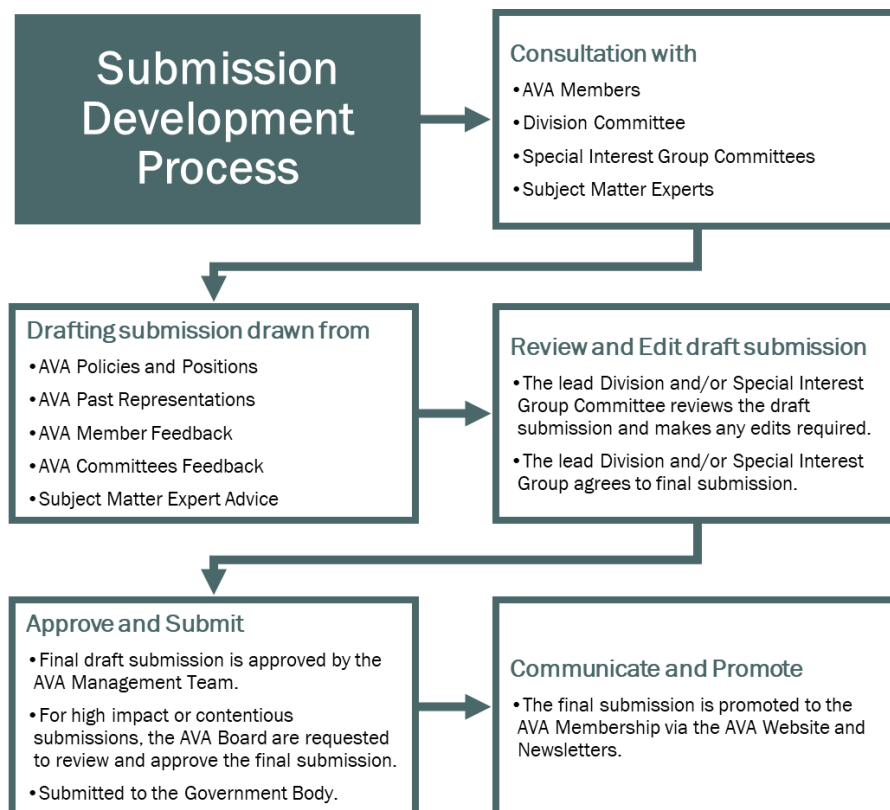 Submission
Development
Process
Consultation with
•AVA Members
•Division Committee
•Special Interest Group Committees
•Subject Matter Experts
Drafting submission drawn from
•AVA Policies and Positions
•AVA Past Representations
•AVA Member Feedback
•AVA Committees Feedback
•Subject Matter Expert Advice
Review and Edit draft submission
•The lead Division and/or Special Interest
Group Committee reviews the draft
submission and makes any edits required.
•The lead Division and/or Special Interest
Group agrees to final submission.
Approve and Submit
•Final draft submission is approved by the
AVA Management Team.
•For high impact or contentious
submissions, the AVA Board are requested
to review and approve the final submission.
•Submitted to the Government Body.
Communicate and Promote
•The final submission is promoted to the
AVA Membership via the AVA Website and
Newsletters.